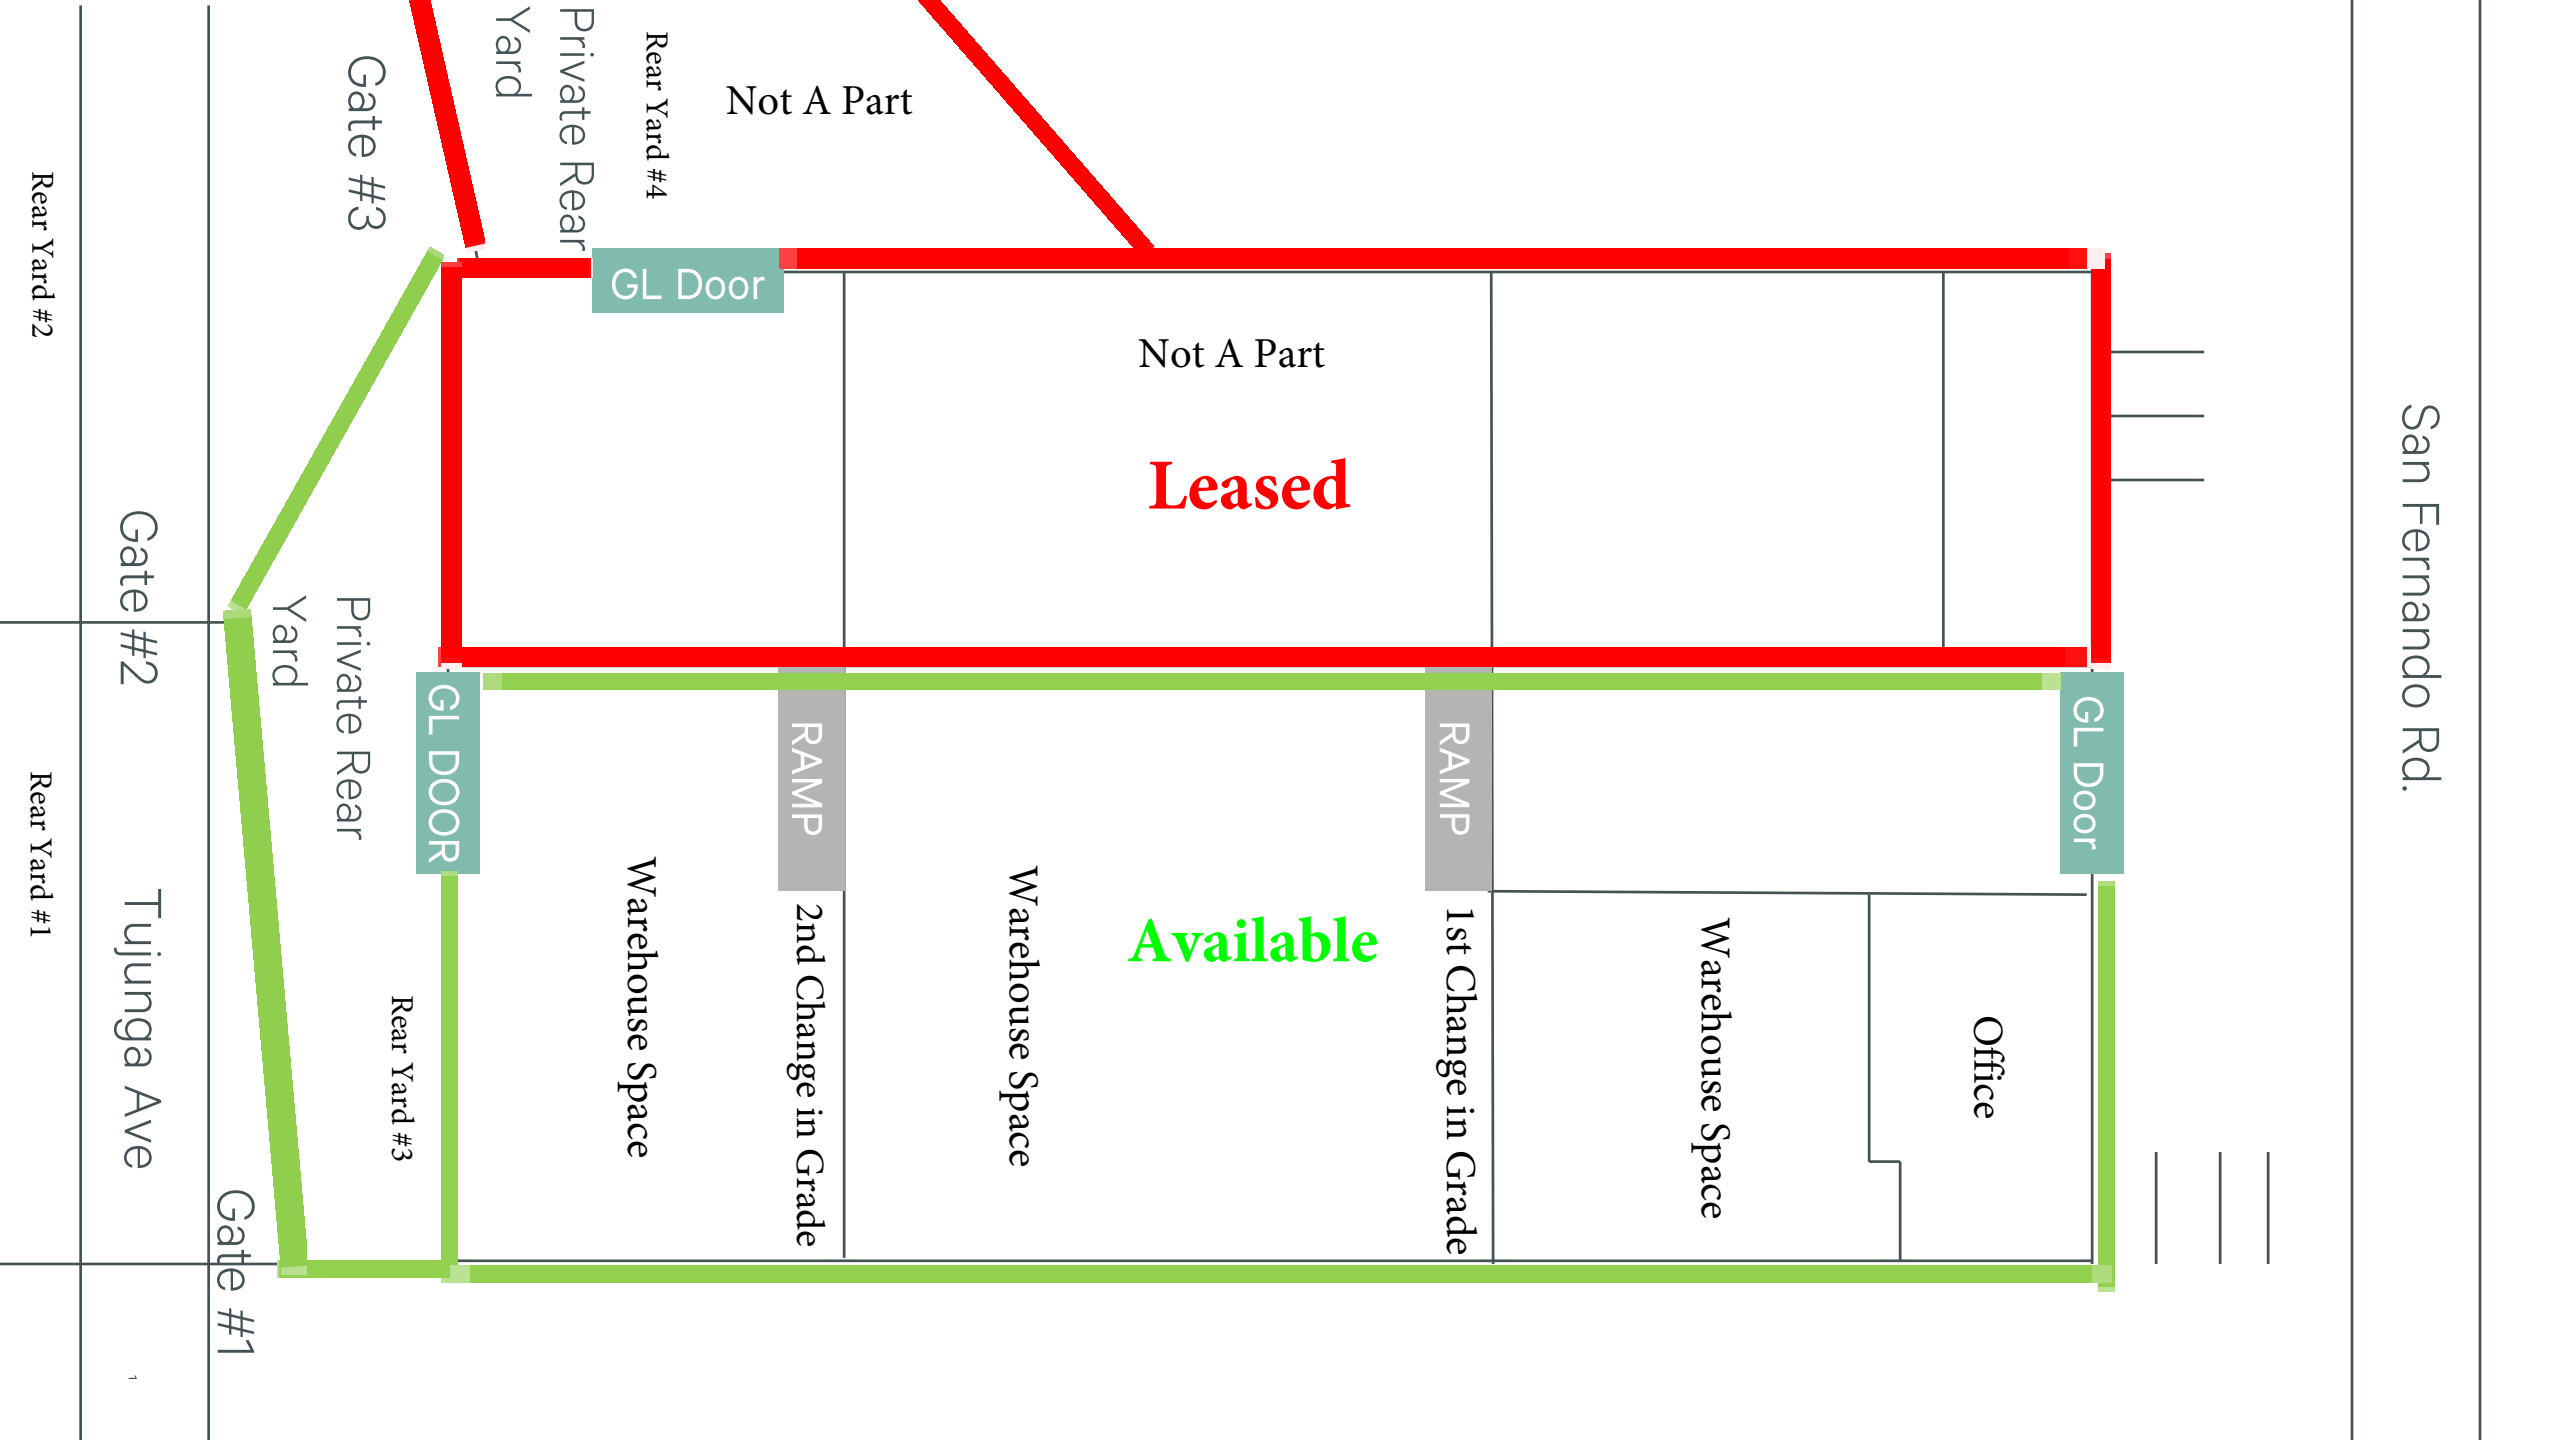 Rear Yard #2
Gate #3
Private Rear
Yard
Rear Yard #4
Not A Part
GL Door
Not A Part
Leased
San Fernando Rd.
Gate #2
Private Rear
Yard
GL DOOR
RAMP
RAMP
GL Door
Rear Yard #1
Tujunga Ave
Rear Yard #3
Warehouse Space
2nd Change in Grade
Warehouse Space
Available
1st Change in Grade
Warehouse Space
Office
Gate #1
1